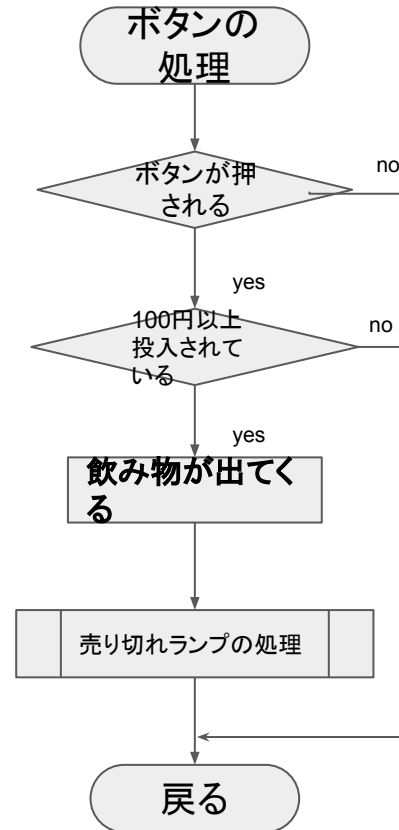 ボタンの
処理
ボタンが押
される
no
yes
100円以上
投入されて
いる
no
yes
飲み物が出てく
る
売り切れランプの処理
戻る